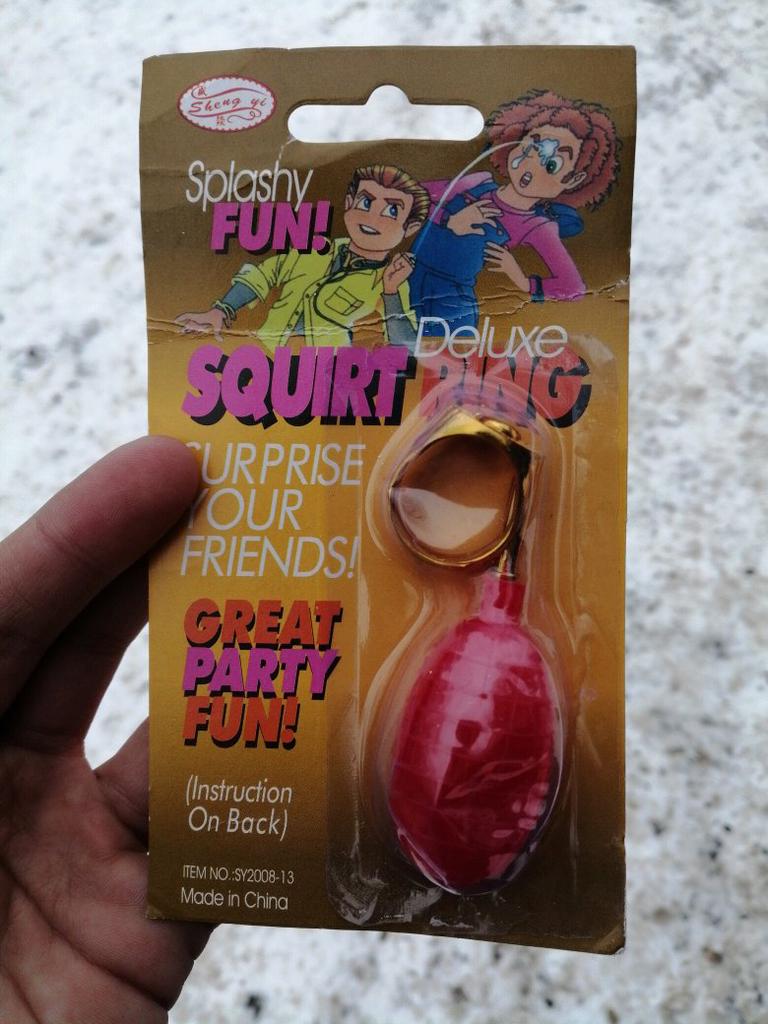 Sheng yi
Splashy
FUN!
Deluxe
SQUIRT RING
SURPRISE
YOUR
FRIENDS!
GREAT
PARTY
FUN!
(Instruction
On Back)
ITEM NO.:SY2008-13
Made in China